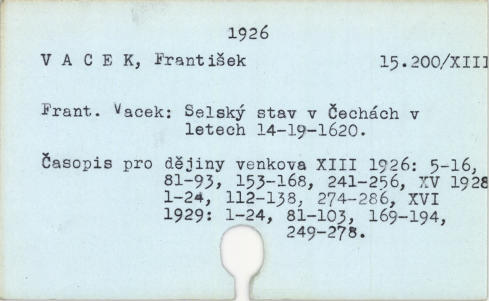 1926
V A C E K, František 15.200/XIII
Frant. Vacek: Selský stav v Čechách v
letech 14-19-1620.
Časopis pro dějiny venkova XIII 1926: 5-16,
81-93, 153-168, 241-256, XV 1928
1-24, 112-138, 274-286, XVI
1929: 1-24, 81-103, 169-194,
249-278.